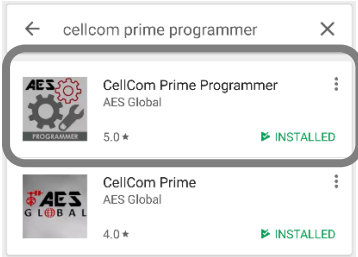 cellcom prime programmer
AES
CellCom Prime Programmer
AES Global
PROGRAMMER
5.0 ★
INSTALLED
AES
GLOBAL
CellCom Prime
AES Global
4.0 ★
INSTALLED